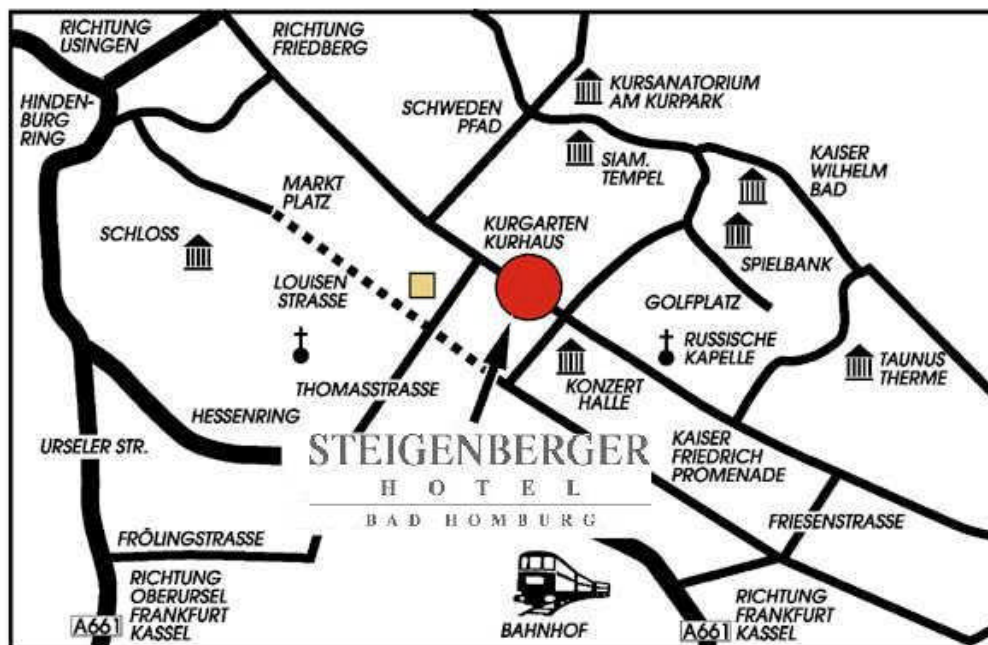 RICHTUNG
USINGEN
RICHTUNG
FRIEDBERG
HINDEN-
BURG
RING
SCHWEDEN
PFAD
KURSANATORIUM
AM KURPARK
SIAM.
TEMPEL
KAISER
WILHELM
BAD
MARKT
PLATZ
SCHLOSS
KURGARTEN
KURHAUS
SPIELBANK
LOUISEN
STRASSE
GOLFPLATZ
RUSSISCHE
KAPELLE
TAUNUS
THERME
THOMASSTRASSE
KONZERT
HALLE
HESSENRING
URSELER STR.
KAISER
FRIEDRICH
PROMENADE
STEIGENBERGER
HOTEL
BAD HOMBURG
FRIESENSTRASSE
FRÖLINGSTRASSE
RICHTUNG
OBERURSEL
FRANKFURT
KASSEL
A661
BAHNHOF
RICHTUNG
FRANKFURT
KASSEL
A661